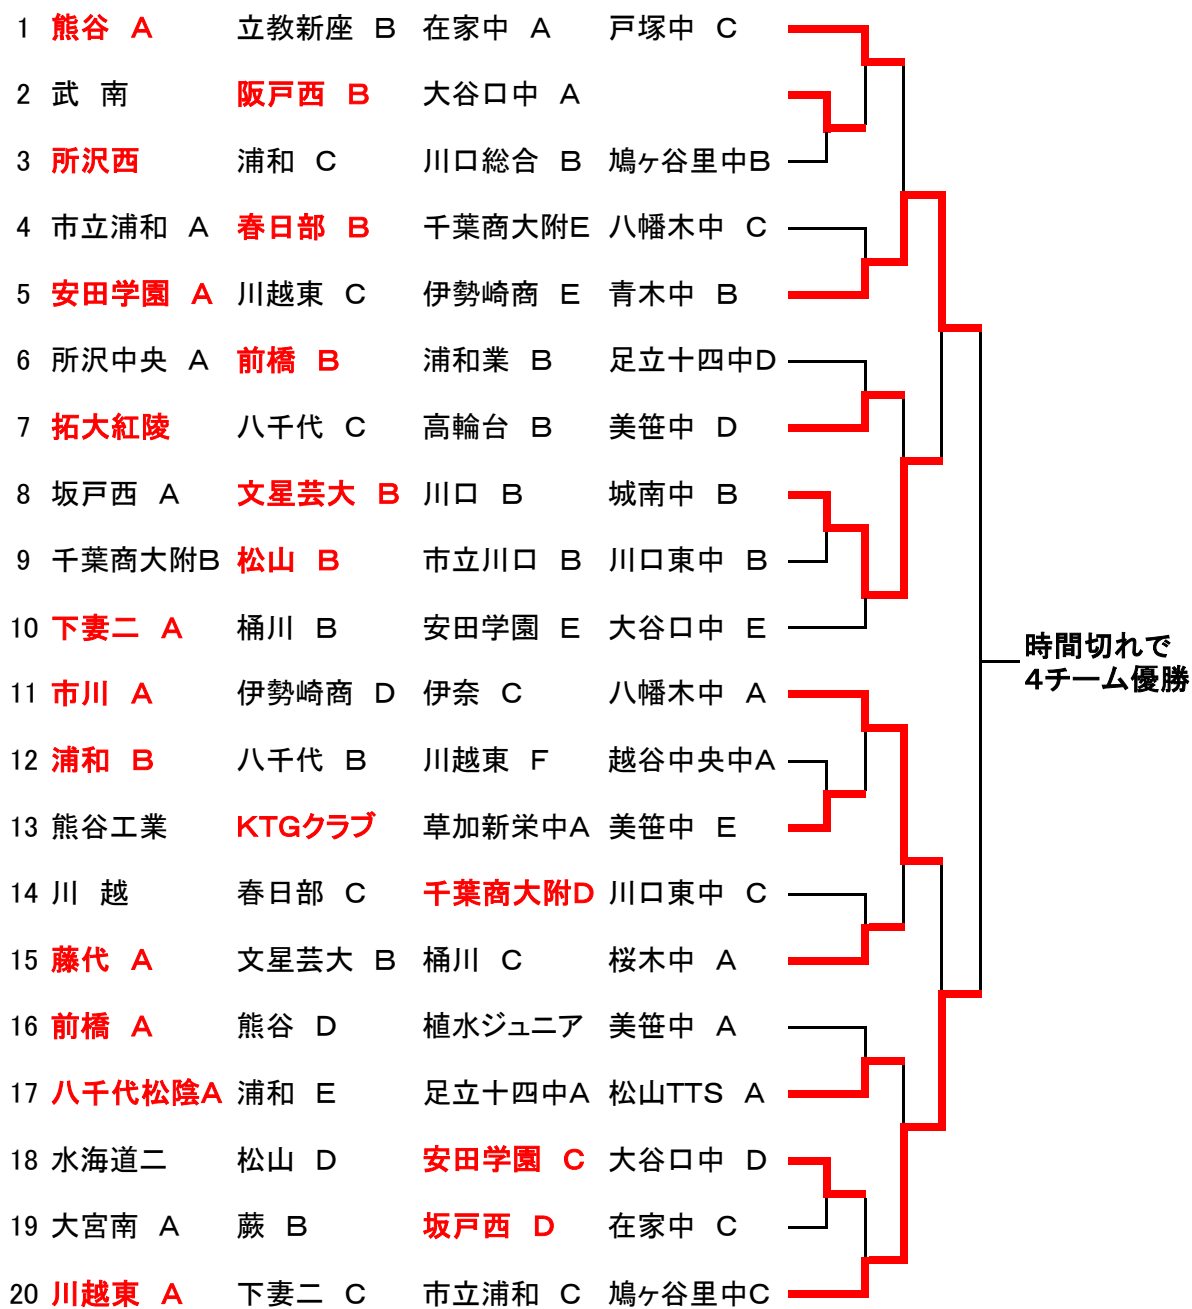 1 熊谷 A 立教新座 B 在家中 A 戸塚中 C
2 武 南 阪戸西 B 大谷口中 A
3 所沢西 浦和 C 川口総合 B 鳩ヶ谷里中B
4 市立浦和 A 春日部 B 千葉商大附E 八幡木中 C
5 安田学園 A 川越東 C 伊勢崎商 E 青木中 B
6 所沢中央 A 前橋 B 浦和業 B 足立十四中D
7 拓大紅陵 八千代 C 高輪台 B 美笹中 D
8 坂戸西 A 文星芸大 B 川口 B 城南中 B
9 千葉商大附B 松山 B 市立川口 B 川口東中 B
10 下妻二 A 桶川 B 安田学園 E 大谷口中 E
時間切れで
4チーム優勝
11 市川 A 伊勢崎商 D 伊奈 C 八幡木中 A
12 浦和 B 八千代 B 川越東 F 越谷中央中A
13 熊谷工業 KTGクラブ 草加新栄中A 美笹中 E
14 川 越 春日部 C 千葉商大附D 川口東中 C
15 藤代 A 文星芸大 B 桶川 C 桜木中 A
16 前橋 A 熊谷 D 植水ジュニア 美笹中 A
17 八千代松陰A 浦和 E 足立十四中A 松山TTS A
18 水海道二 松山 D 安田学園 C 大谷口中 D
19 大宮南 A 蕨 B 坂戸西 D 在家中 C
20 川越東 A 下妻二 C 市立浦和 C 鳩ヶ谷里中C